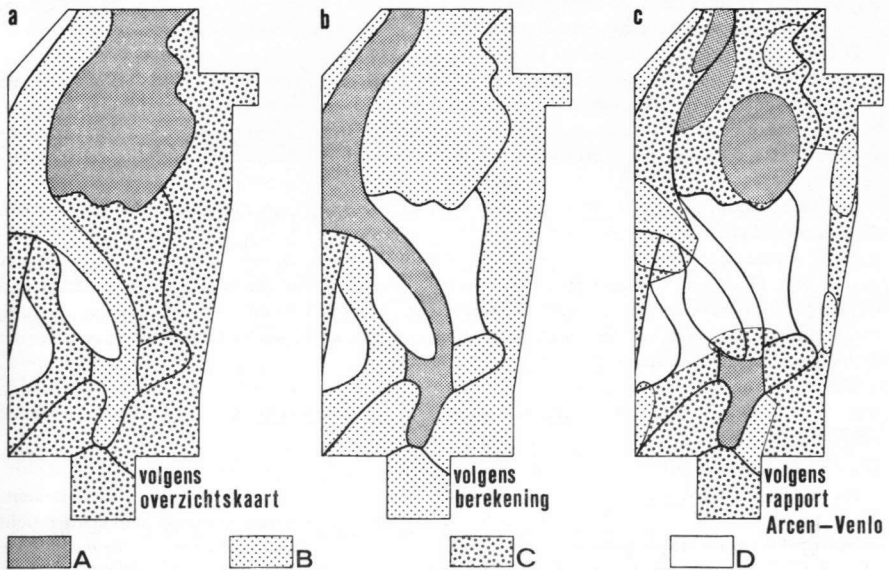 a
volgens
overzichtskaart
b
volgens
berekening
c
volgens
rapport
Arcen–Venlo
A
B
C
D